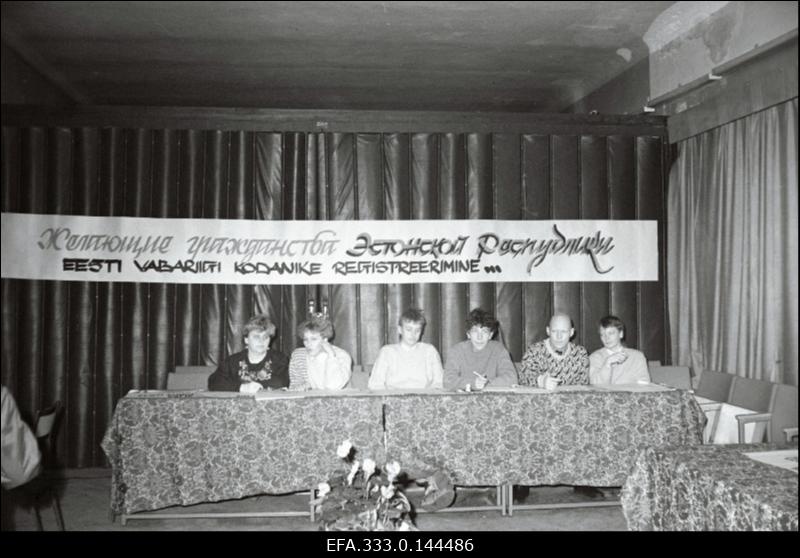 Желающие гражданства Эстонской Республики
EESTI VABARIIGI KODANIKE REGISTREERIMINE...
EFA.333.0.144486